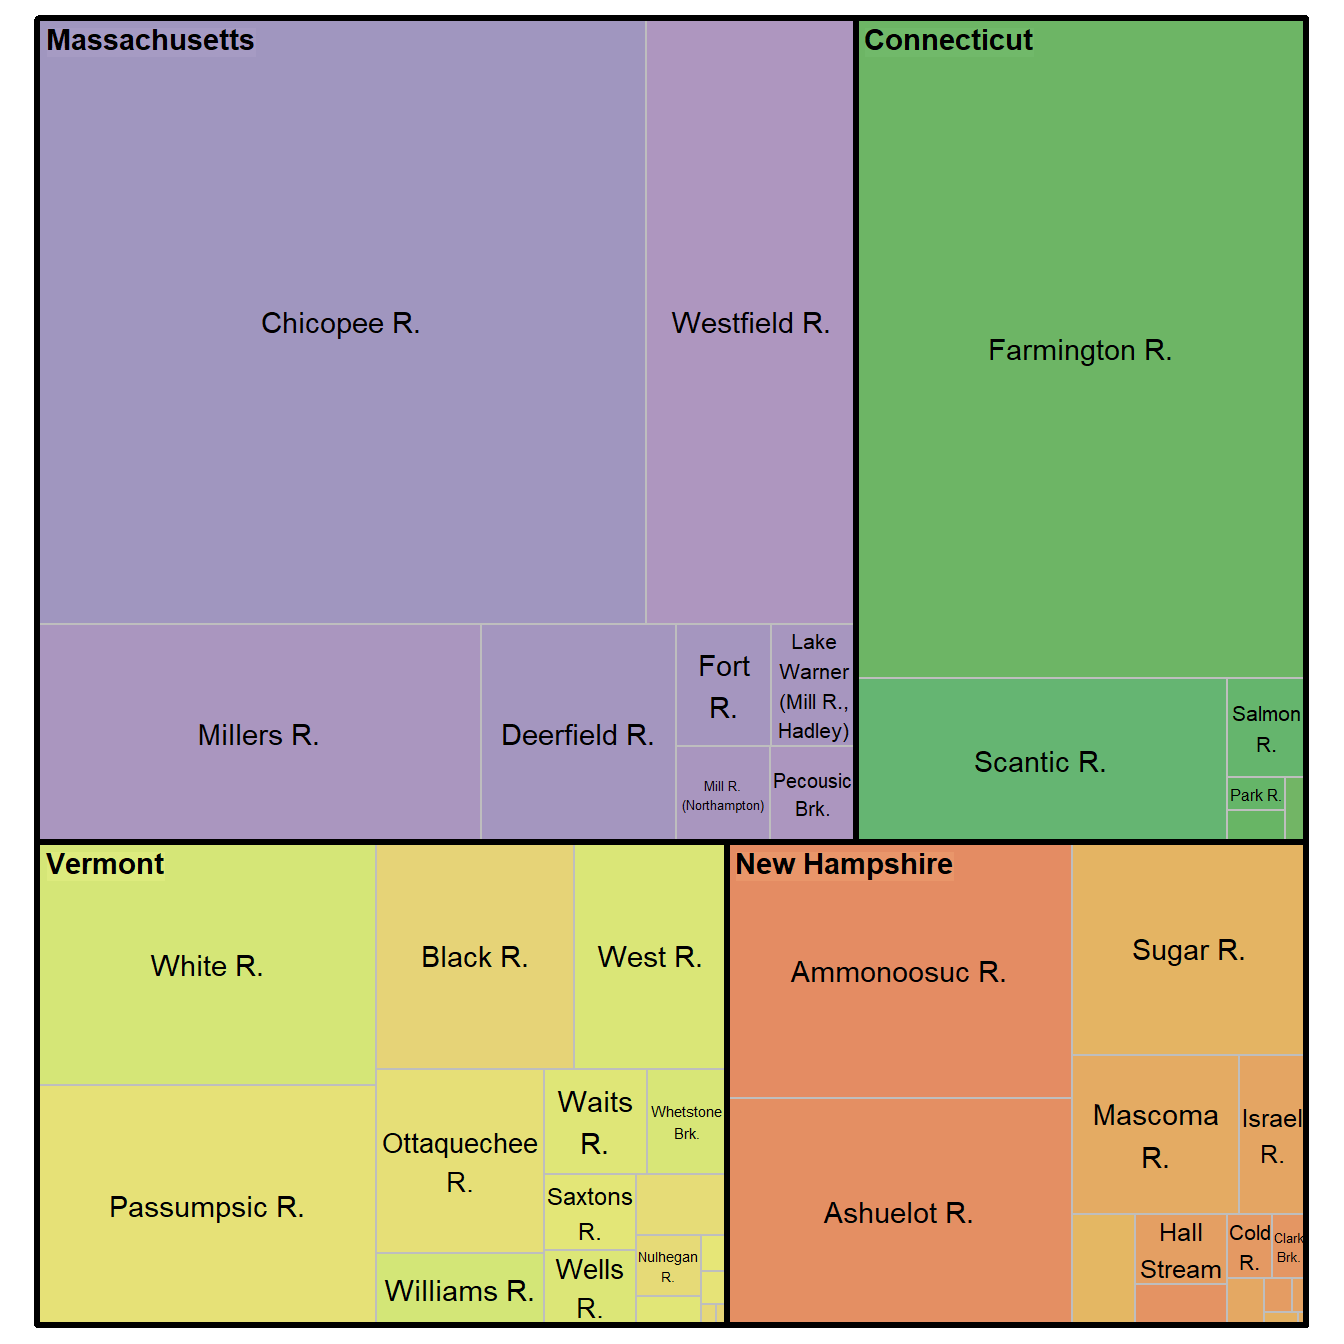 Massachusetts
Chicopee R.
Westfield R.
Millers R.
Deerfield R.
Fort
R.
Lake
Warner
(Mill R.,
Hadley)
Mill R.
(Northampton)
Pecousic
Brk.
Connecticut
Farmington R.
Scantic R.
Salmon
R.
Park R.
Vermont
White R.
Black R.
West R.
Passumpsic R.
Ottaquechee
R.
Waits
R.
Whetstone
Brk.
Saxtons
R.
Williams R.
Wells
R.
Nulhegan
R.
New Hampshire
Ammonoosuc R.
Sugar R.
Ashuelot R.
Mascoma
R.
Israel
R.
Hall
Stream
Cold
R.
Clark
Brk.